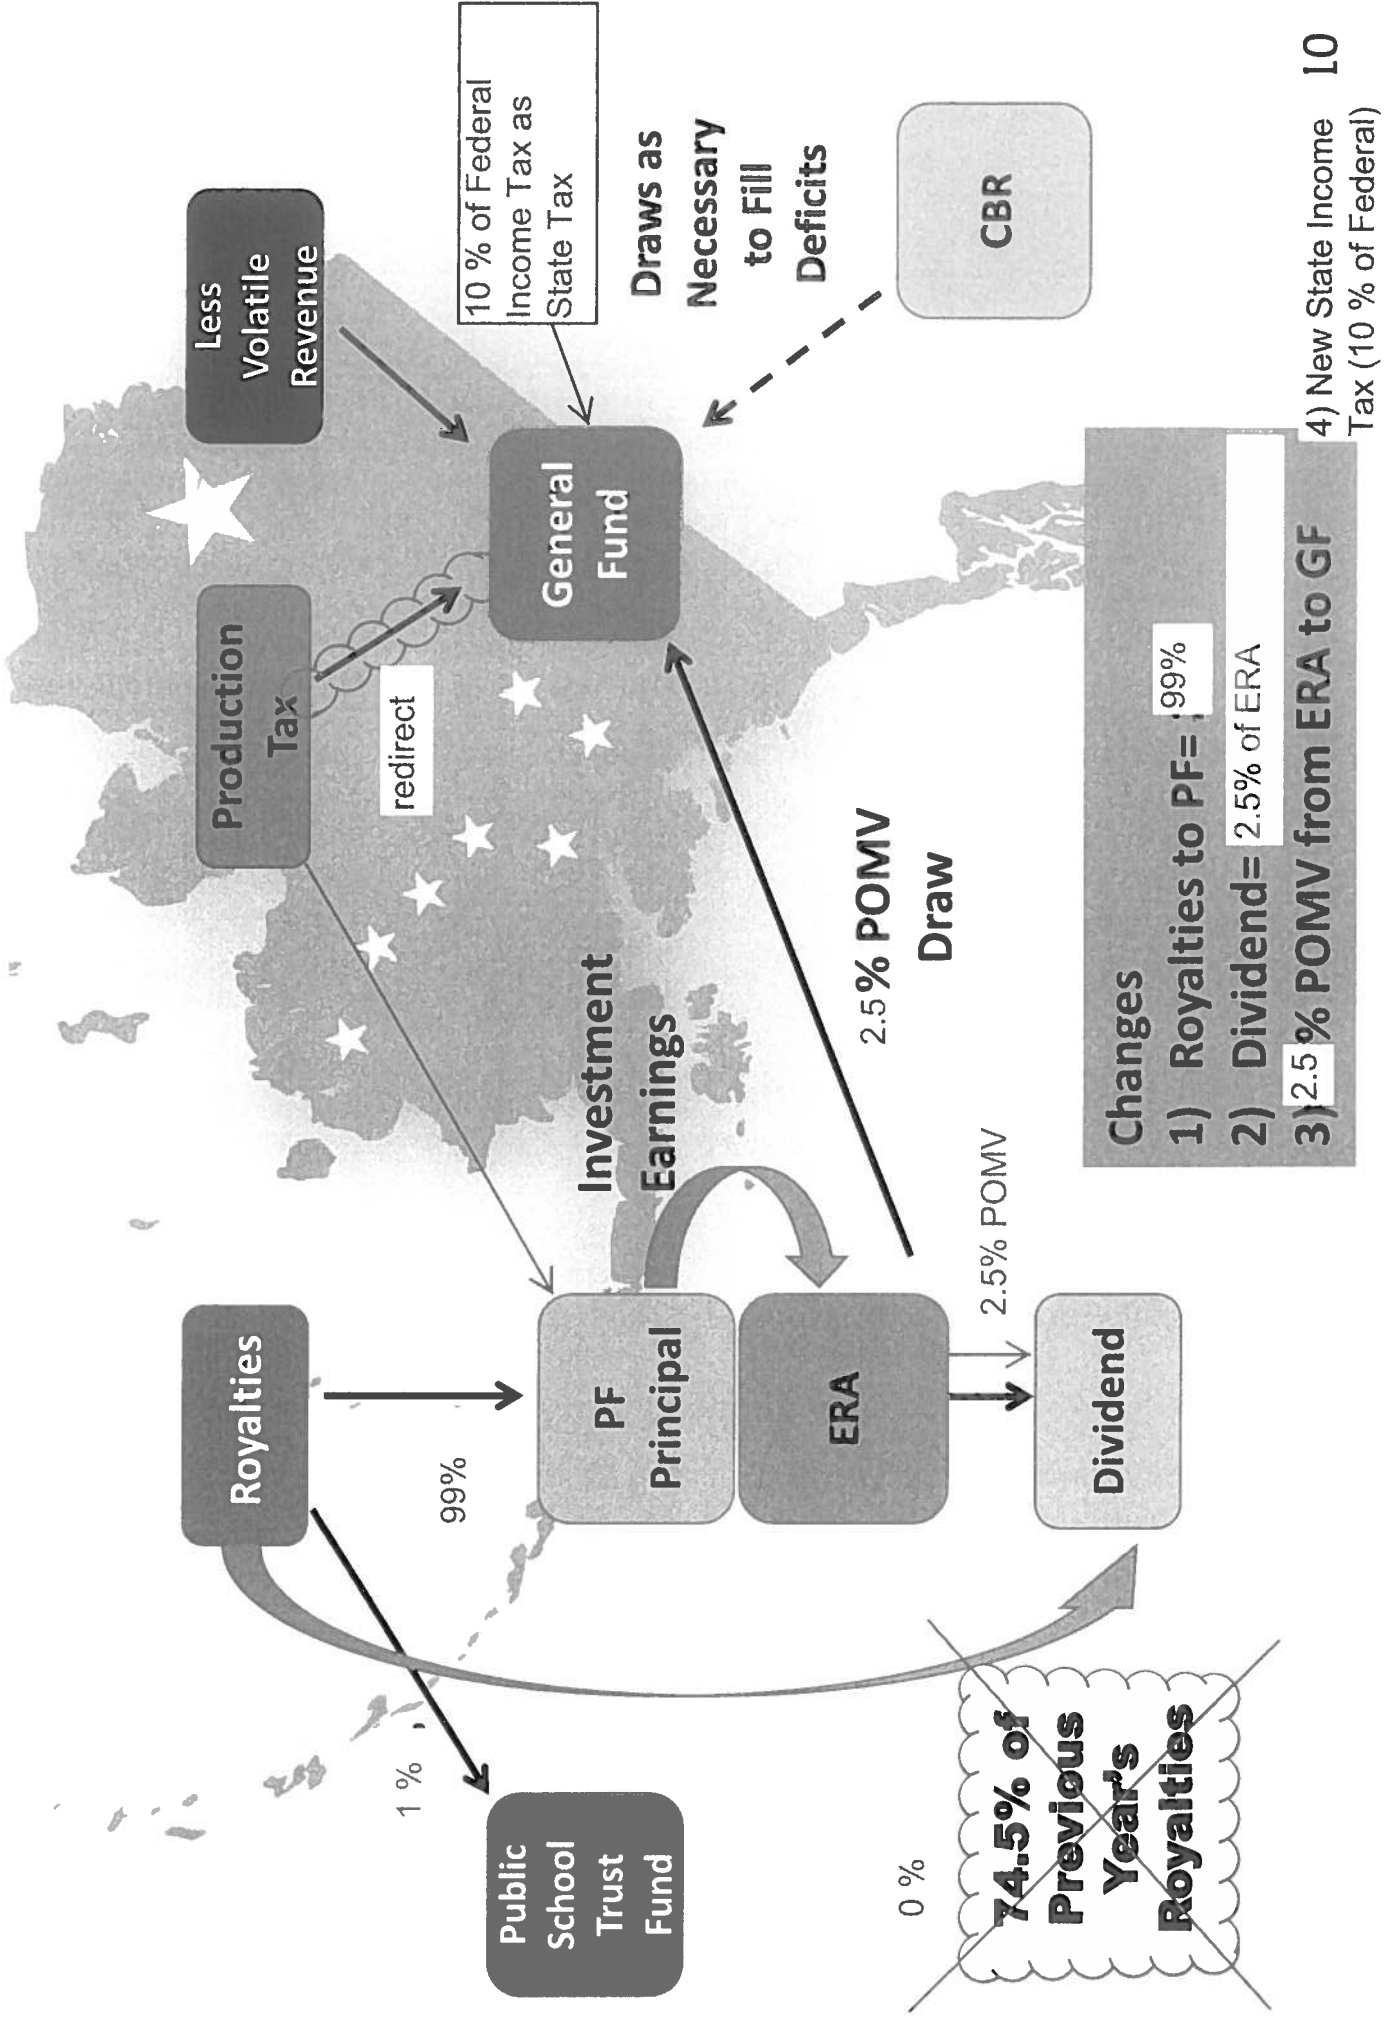 Royalties
Production
Tax
Less
Volatile
Revenue
1 %
99%
redirect
10 % of Federal
Income Tax as
State Tax
Public
School
Trust
Fund
PF
Principal
Investment
Earnings
General
Fund
Draws as
Necessary
to Fill
Deficits
ERA
2.5% POMV
Draw
CBR
0 %
74.5% of
Previous
Year's
Royalties
2.5% POMV
Dividend
Changes
1) Royalties to PF= 99%
2) Dividend= 2.5% of ERA
3) 2.5 % POMV from ERA to GF
4) New State Income
Tax (10 % of Federal)
10